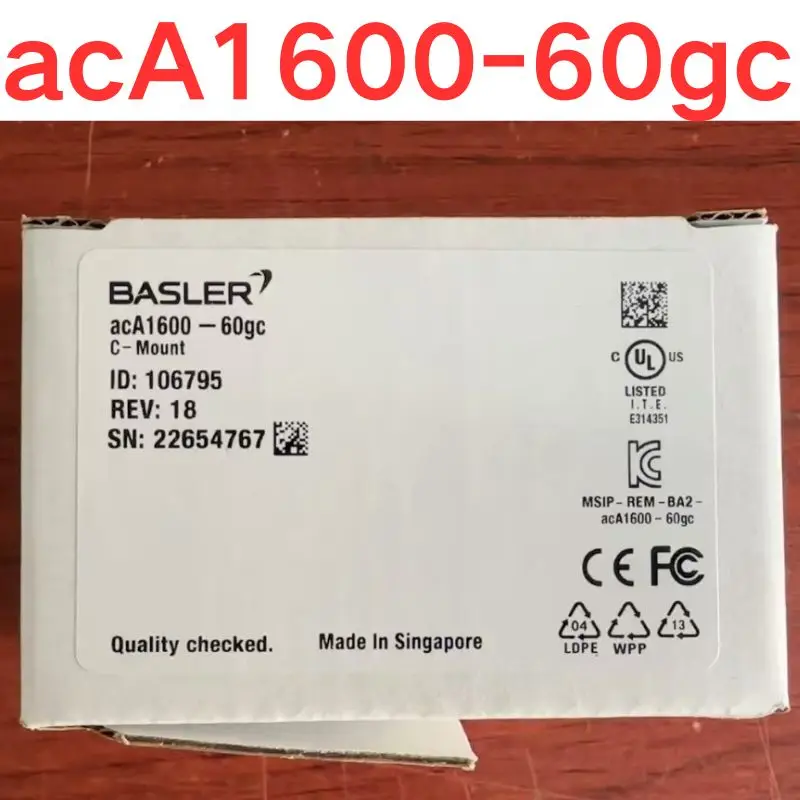 acA1600-60gc
BASLER
acA1600 – 60gc
C- Mount
ID: 106795
REV: 18
SN: 22654767
C UL US
LISTED
I.T.E.
E314351
MSIP- REM -BA2-
acA1600 - 60gc
CE FC
04 13
LDPE WPP
Quality checked. Made In Singapore